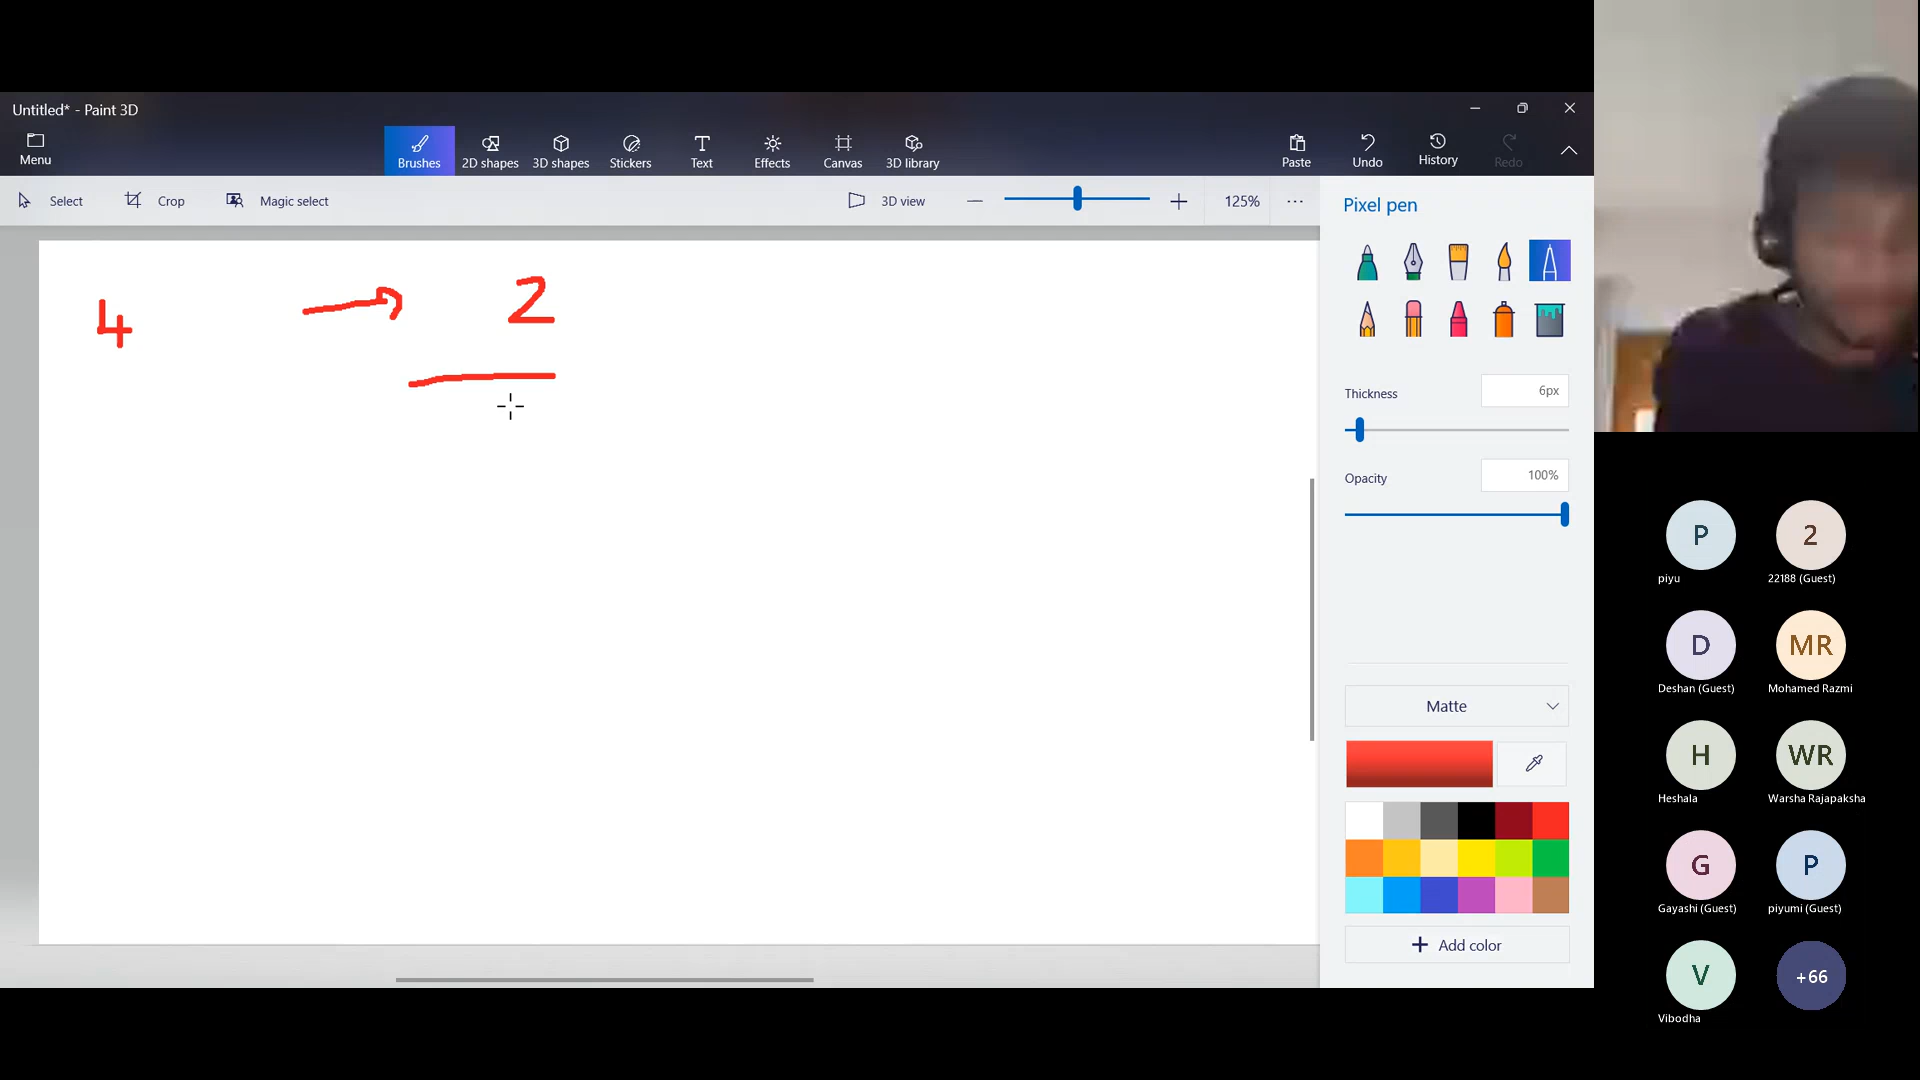 Untitled* - Paint 3D
Menu
Brushes 2D shapes 3D shapes Stickers Text Effects Canvas 3D library Paste Undo History Redo
Select Crop Magic select 3D view 125%
4 → 2
Pixel pen
Thickness 6px
Opacity 100%
Matte
Add color
P 2
piyu 22188 (Guest)
D MR
Deshan (Guest) Mohamed Razmi
H WR
Heshala Warsha Rajapaksha
G P
Gayashi (Guest) piyumi (Guest)
V +66
Vibodha